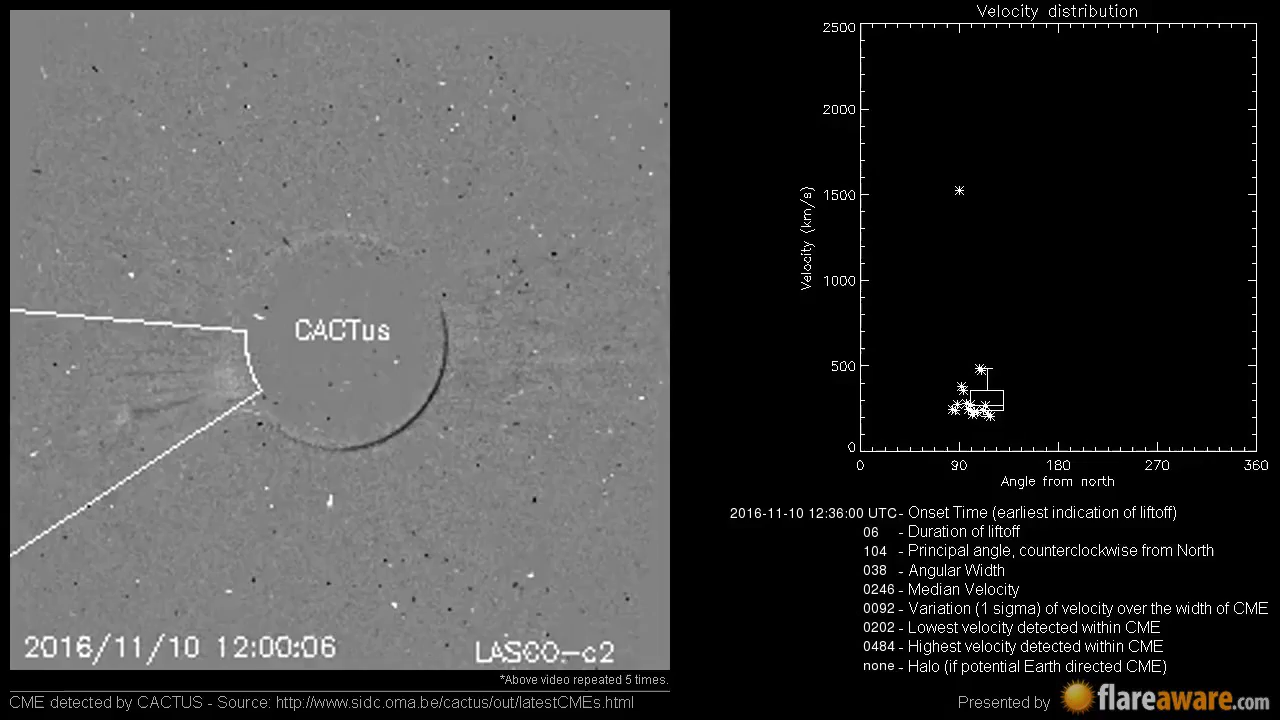 Velocity distribution
2500
2000
1500
1000
500
0
Velocity (km/s)
0 90 180 270 360
Angle from north
CACTus
2016/11/10 12:00:06 LASCO-c2
*Above video repeated 5 times.
CME detected by CACTUS - Source: http://www.sidc.oma.be/cactus/out/latestCMEs.html
2016-11-10 12:36:00 UTC - Onset Time (earliest indication of liftoff)
06 - Duration of liftoff
104 - Principal angle, counterclockwise from North
038 - Angular Width
0246 - Median Velocity
0092 - Variation (1 sigma) of velocity over the width of CME
0202 - Lowest velocity detected within CME
0484 - Highest velocity detected within CME
none - Halo (if potential Earth directed CME)
Presented by flareaware.com